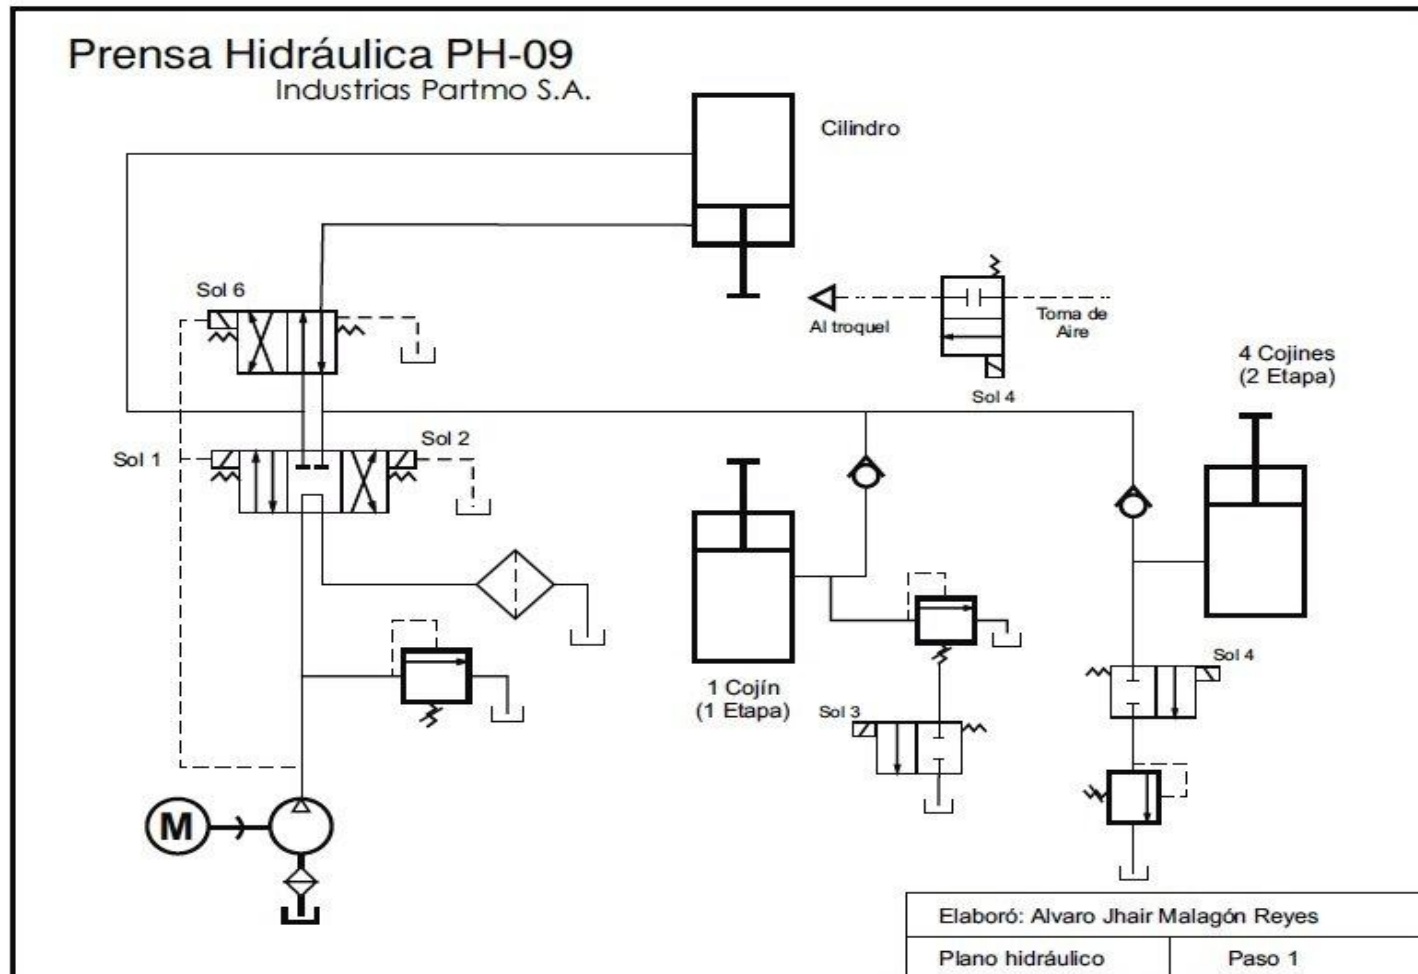 Prensa Hidráulica PH-09
Industrias Partmo S.A.
Cilindro
Sol 6
Al troquel
Toma de
Aire
Sol 4
4 Cojines
(2 Etapa)
Sol 1
Sol 2
1 Cojín
(1 Etapa)
Sol 3
Sol 4
M
Elaboró: Alvaro Jhair Malagón Reyes
Plano hidráulico
Paso 1